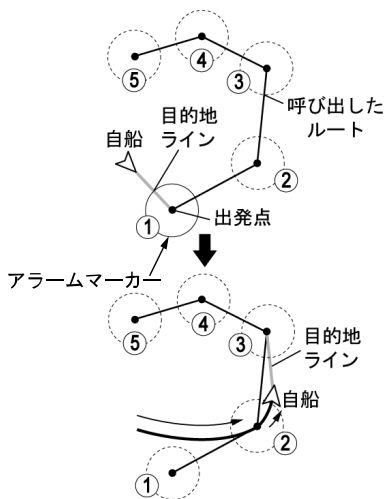 ④
⑤
③
呼び出した
ルート
目的地
ライン
自船
②
①
出発点
アラームマーカー
④
⑤
③
目的地
ライン
自船
②
①